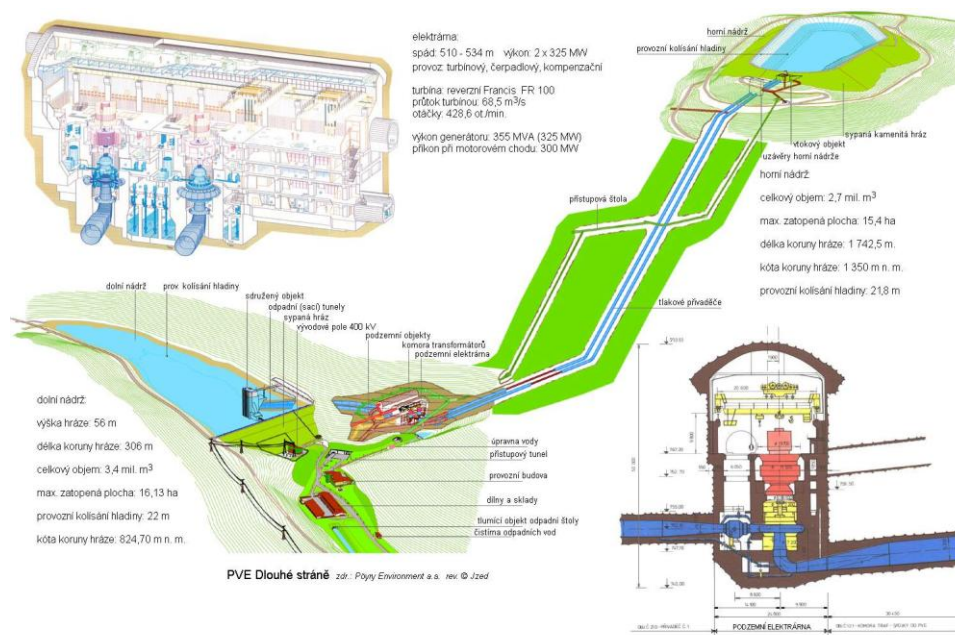 elektrárna:
spád: 510 - 534 m výkon: 2 x 325 MW
provoz: turbínový, čerpadlový, kompenzační
turbína: reverzní Francis FR 100
průtok turbínou: 68,5 m³/s
otáčky: 428,6 ot./min.
výkon generátoru: 355 MVA (325 MW)
příkon při motorovém chodu: 300 MW
horní nádrž
provozní kolísání hladiny
sypaná kamenitá hráz
vtokový objekt
uzávěry horní nádrže
horní nádrž
celkový objem: 2,7 mil. m³
max. zatopená plocha: 15,4 ha
délka koruny hráze: 1 742,5 m.
kóta koruny hráze: 1 350 m n. m.
provozní kolísání hladiny: 21,8 m
přístupová štola
tlakové přivaděče
dolní nádrž
prov. kolísání hladiny
sdružený objekt
odpadní (sací) tunely
sypaná hráz
vývodové pole 400 kV
podzemní objekty
komora transformátorů
podzemní elektrárna
dolní nádrž:
výška hráze: 56 m
délka koruny hráze: 306 m
celkový objem: 3,4 mil. m³
max. zatopená plocha: 16,13 ha
provozní kolísání hladiny: 22 m
kóta koruny hráze: 824,70 m n. m.
úpravna vody
přístupový tunel
provozní budova
dílny a sklady
tlumící objekt odpadní štoly
čistírna odpadních vod
PVE Dlouhé stráně zdr.: Pöyry Environment a.s. rev. © Jzed
PODZEMNÍ ELEKTRÁRNA